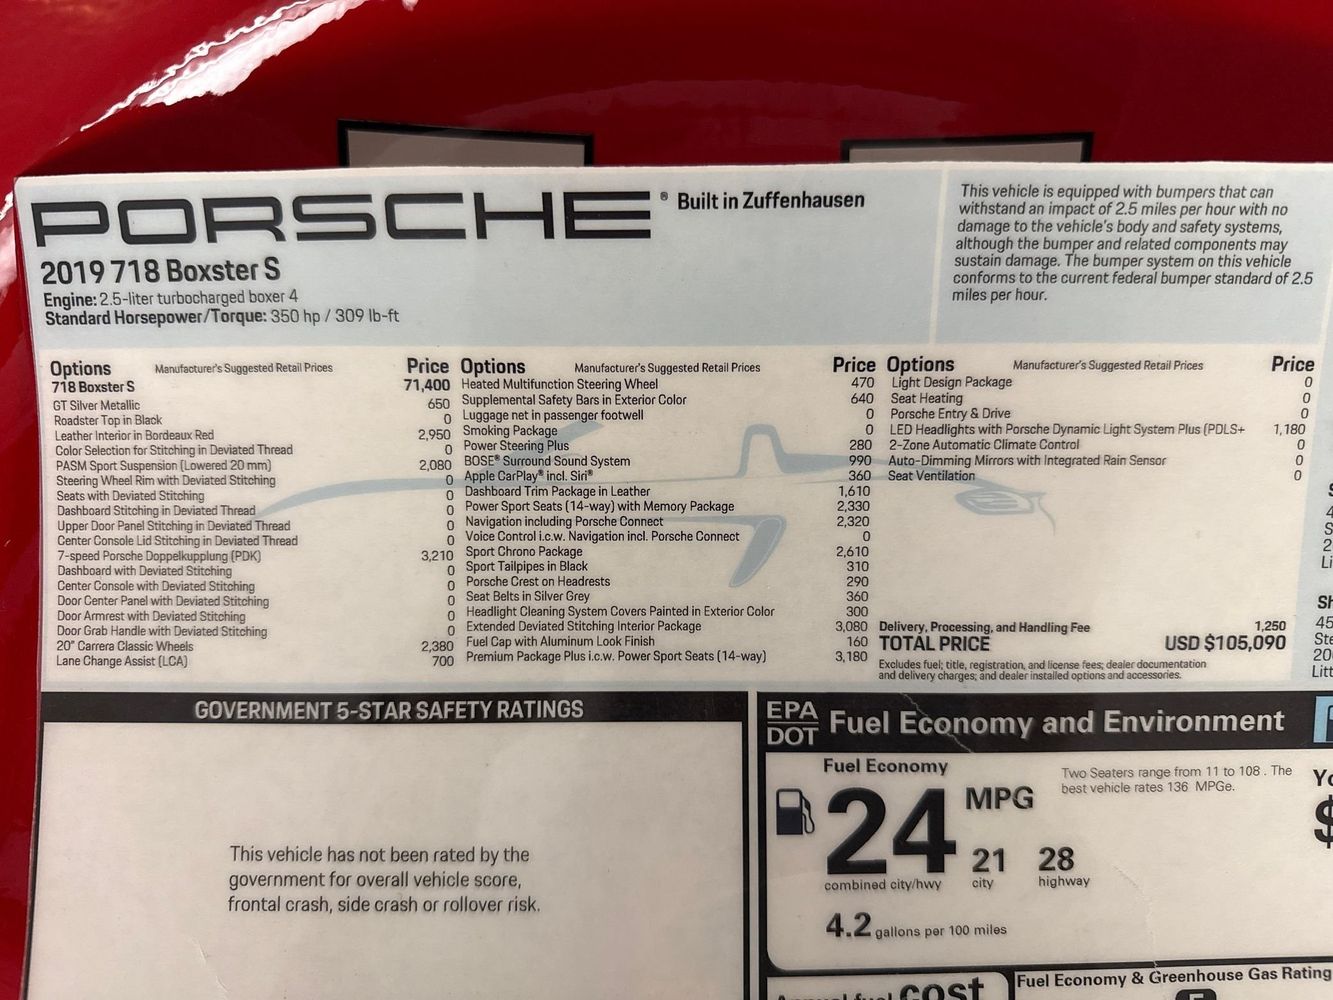 PORSCHE® Built in Zuffenhausen
2019 718 Boxster S
Engine: 2.5-liter turbocharged boxer 4
Standard Horsepower/Torque: 350 hp / 309 lb-ft
This vehicle is equipped with bumpers that can
withstand an impact of 2.5 miles per hour with no
damage to the vehicle's body and safety systems,
although the bumper and related components may
sustain damage. The bumper system on this vehicle
conforms to the current federal bumper standard of 2.5
miles per hour.
Options Manufacturer's Suggested Retail Prices Price
718 Boxster S 71,400
GT Silver Metallic 650
Roadster Top in Black 0
Leather Interior in Bordeaux Red 2,950
Color Selection for Stitching in Deviated Thread 0
PASM Sport Suspension (Lowered 20 mm) 2,080
Steering Wheel Rim with Deviated Stitching 0
Seats with Deviated Stitching 0
Dashboard Stitching in Deviated Thread 0
Upper Door Panel Stitching in Deviated Thread 0
Center Console Lid Stitching in Deviated Thread 0
7-speed Porsche Doppelkupplung (PDK) 3,210
Dashboard with Deviated Stitching 0
Center Console with Deviated Stitching 0
Door Center Panel with Deviated Stitching 0
Door Armrest with Deviated Stitching 0
Door Grab Handle with Deviated Stitching 0
20" Carrera Classic Wheels 2,380
Lane Change Assist (LCA) 700
Options Manufacturer's Suggested Retail Prices Price
Heated Multifunction Steering Wheel 470
Supplemental Safety Bars in Exterior Color 640
Luggage net in passenger footwell 0
Smoking Package 0
Power Steering Plus 280
BOSE® Surround Sound System 990
Apple CarPlay® incl. Siri® 360
Dashboard Trim Package in Leather 1,610
Power Sport Seats (14-way) with Memory Package 2,330
Navigation including Porsche Connect 2,320
Voice Control i.c.w. Navigation incl. Porsche Connect 0
Sport Chrono Package 2,610
Sport Tailpipes in Black 310
Porsche Crest on Headrests 290
Seat Belts in Silver Grey 360
Headlight Cleaning System Covers Painted in Exterior Color 300
Extended Deviated Stitching Interior Package 3,080
Fuel Cap with Aluminum Look Finish 160
Premium Package Plus i.c.w. Power Sport Seats (14-way) 3,180
Options Manufacturer's Suggested Retail Prices Price
Light Design Package 0
Seat Heating 0
Porsche Entry & Drive 0
LED Headlights with Porsche Dynamic Light System Plus (PDLS+ 1,180
2-Zone Automatic Climate Control 0
Auto-Dimming Mirrors with Integrated Rain Sensor 0
Seat Ventilation 0
Delivery, Processing, and Handling Fee 1,250
TOTAL PRICE USD $105,090
Excludes fuel; title, registration, and license fees; dealer documentation
and delivery charges; and dealer installed options and accessories.
GOVERNMENT 5-STAR SAFETY RATINGS
This vehicle has not been rated by the
government for overall vehicle score,
frontal crash, side crash or rollover risk.
EPA
DOT
Fuel Economy and Environment
Fuel Economy
24 MPG
Two Seaters range from 11 to 108 . The
best vehicle rates 136 MPGe.
21 28
combined city/hwy city highway
4.2 gallons per 100 miles
Annual fuel cost
Fuel Economy & Greenhouse Gas Rating